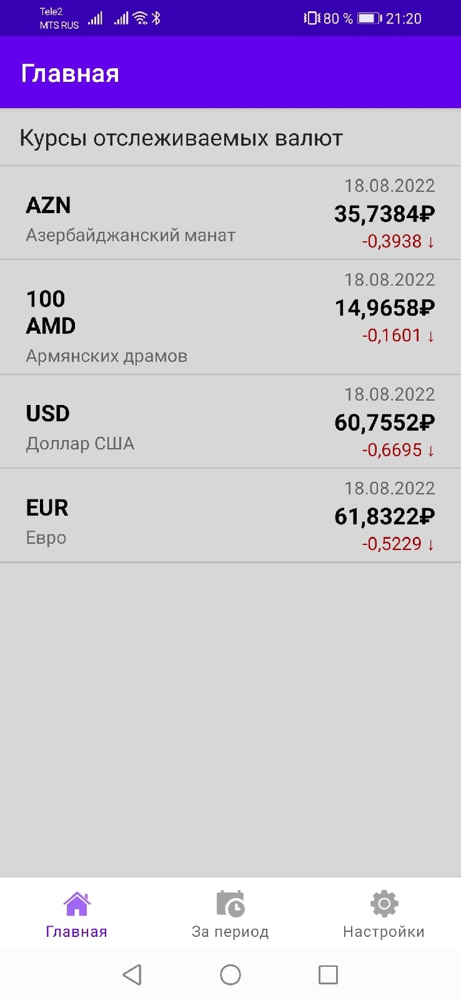 Tele2
MTS RUS
80 % 21:20
Главная
Курсы отслеживаемых валют
18.08.2022
AZN
35,7384₽
Азербайджанский манат
-0,3938 ↓
18.08.2022
100
14,9658₽
AMD
-0,1601 ↓
Армянских драмов
18.08.2022
USD
60,7552₽
Доллар США
-0,6695 ↓
18.08.2022
EUR
61,8322₽
Евро
-0,5229 ↓
Главная За период Настройки